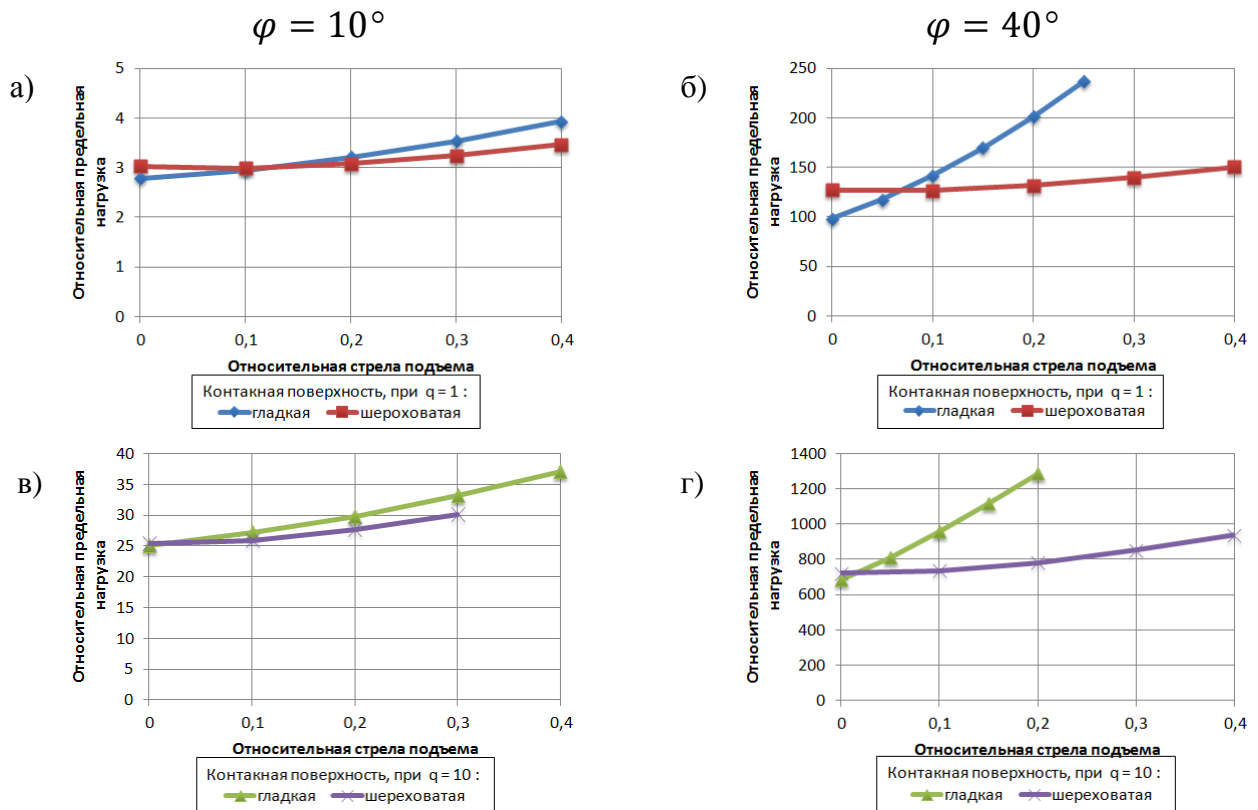 φ = 10°
φ = 40°
а)
5
4
3
2
1
0
0
0,1
0,2
0,3
0,4
Относительная предельная
нагрузка
Относительная стрела подъема
Контакная поверхность, при q = 1 :
гладкая
шероховатая
б)
250
200
150
100
50
0
0
0,1
0,2
0,3
0,4
Относительная предельная
нагрузка
Относительная стрела подъема
Контакная поверхность, при q = 1 :
гладкая
шероховатая
в)
40
35
30
25
20
15
10
5
0
0
0,1
0,2
0,3
0,4
Относительная предельная
нагрузка
Относительная стрела подъема
Контакная поверхность, при q = 10 :
гладкая
шереховатая
г)
1400
1200
1000
800
600
400
200
0
0
0,1
0,2
0,3
0,4
Относительная предельная
нагрузка
Относительная стрела подъема
Контакная поверхность, при q = 10 :
гладкая
шереховатая